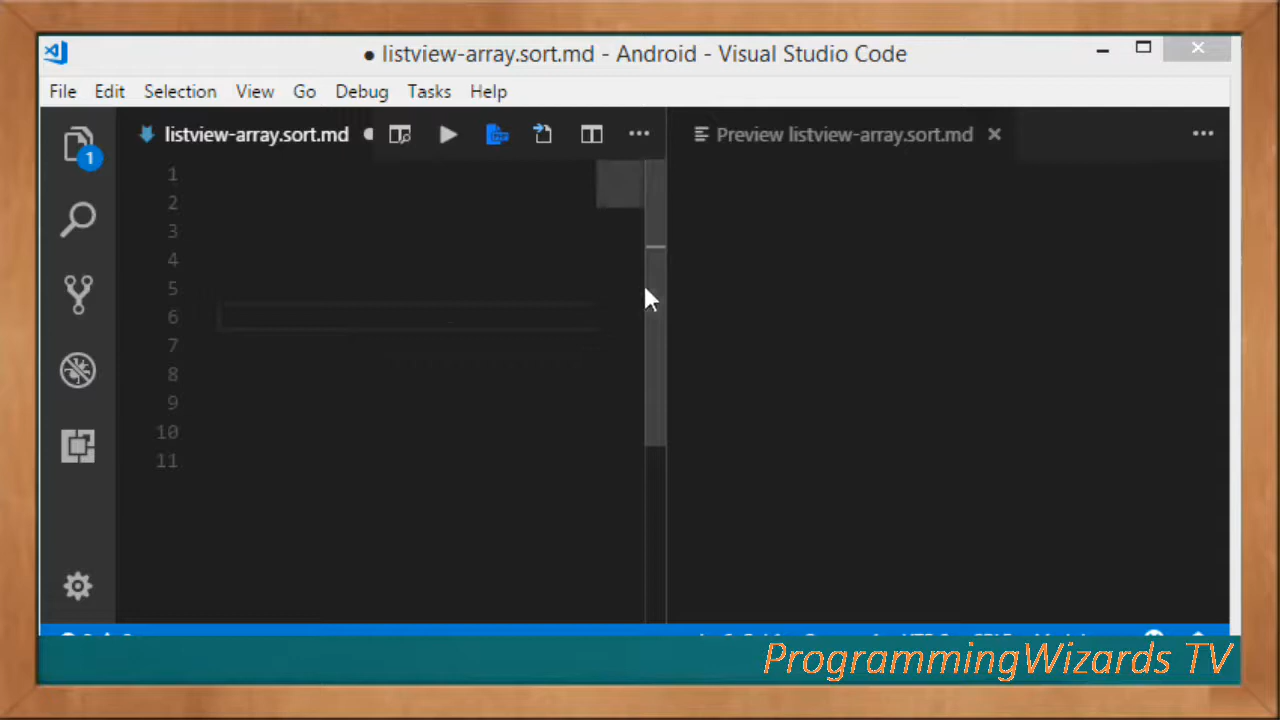 ● listview-array.sort.md - Android - Visual Studio Code
File Edit Selection View Go Debug Tasks Help
listview-array.sort.md ●
Preview listview-array.sort.md
1
1
2
3
4
5
6
7
8
9
10
11
ProgrammingWizards TV